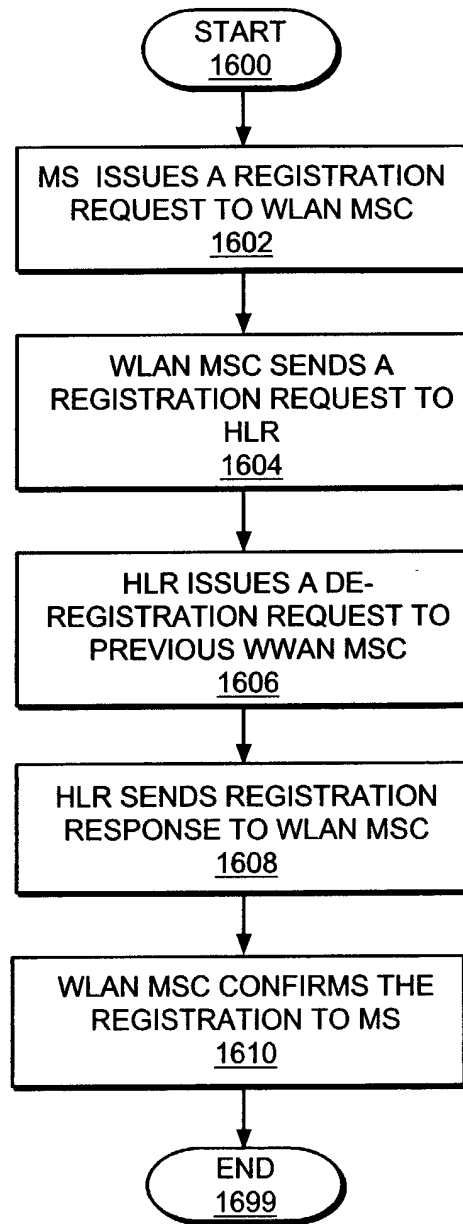 START
1600
MS ISSUES A REGISTRATION
REQUEST TO WLAN MSC
1602
WLAN MSC SENDS A
REGISTRATION REQUEST TO
HLR
1604
HLR ISSUES A DE-
REGISTRATION REQUEST TO
PREVIOUS WWAN MSC
1606
HLR SENDS REGISTRATION
RESPONSE TO WLAN MSC
1608
WLAN MSC CONFIRMS THE
REGISTRATION TO MS
1610
END
1699